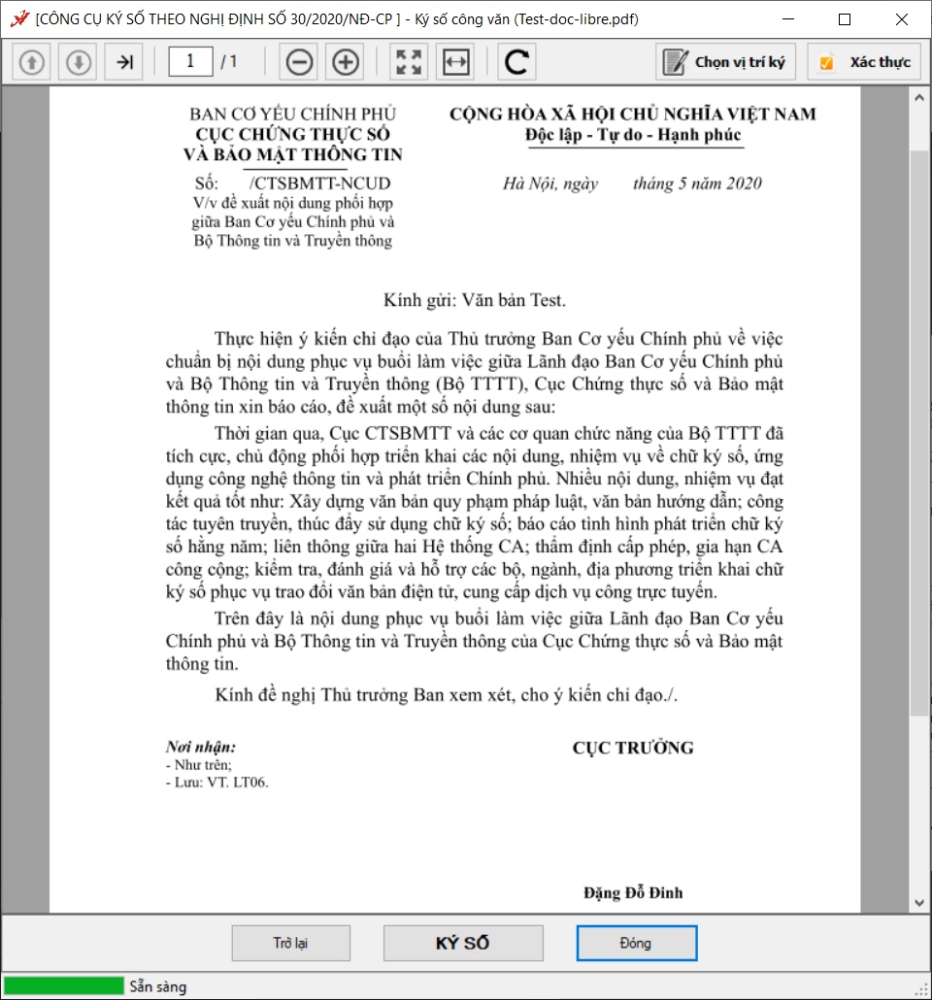 [CÔNG CỤ KÝ SỐ THEO NGHỊ ĐỊNH SỐ 30/2020/NĐ-CP ] - Ký số công văn (Test-doc-libre.pdf)
1 / 1 Chọn vị trí ký Xác thực
BAN CƠ YẾU CHÍNH PHỦ
CỤC CHỨNG THỰC SỐ
VÀ BẢO MẬT THÔNG TIN
Số: /CTSBMTT-NCUD
V/v đề xuất nội dung phối hợp
giữa Ban Cơ yếu Chính phủ và
Bộ Thông tin và Truyền thông
CỘNG HÒA XÃ HỘI CHỦ NGHĨA VIỆT NAM
Độc lập - Tự do - Hạnh phúc
Hà Nội, ngày tháng 5 năm 2020
Kính gửi: Văn bản Test.
Thực hiện ý kiến chỉ đạo của Thủ trưởng Ban Cơ yếu Chính phủ về việc
chuẩn bị nội dung phục vụ buổi làm việc giữa Lãnh đạo Ban Cơ yếu Chính phủ
và Bộ Thông tin và Truyền thông (Bộ TTTT), Cục Chứng thực số và Bảo mật
thông tin xin báo cáo, đề xuất một số nội dung sau:
Thời gian qua, Cục CTSBMTT và các cơ quan chức năng của Bộ TTTT đã
tích cực, chủ động phối hợp triển khai các nội dung, nhiệm vụ về chữ ký số, ứng
dụng công nghệ thông tin và phát triển Chính phủ. Nhiều nội dung, nhiệm vụ đạt
kết quả tốt như: Xây dựng văn bản quy phạm pháp luật, văn bản hướng dẫn; công
tác tuyên truyền, thúc đẩy sử dụng chữ ký số; báo cáo tình hình phát triển chữ ký
số hằng năm; liên thông giữa hai Hệ thống CA; thẩm định cấp phép, gia hạn CA
công cộng; kiểm tra, đánh giá và hỗ trợ các bộ, ngành, địa phương triển khai chữ
ký số phục vụ trao đổi văn bản điện tử, cung cấp dịch vụ công trực tuyến.
Trên đây là nội dung phục vụ buổi làm việc giữa Lãnh đạo Ban Cơ yếu
Chính phủ và Bộ Thông tin và Truyền thông của Cục Chứng thực số và Bảo mật
thông tin.
Kính đề nghị Thủ trưởng Ban xem xét, cho ý kiến chỉ đạo./.
Nơi nhận:
- Như trên;
- Lưu: VT. LT06.
CỤC TRƯỞNG
Đặng Đỗ Đinh
Trở lại KÝ SỐ Đóng
Sẵn sàng